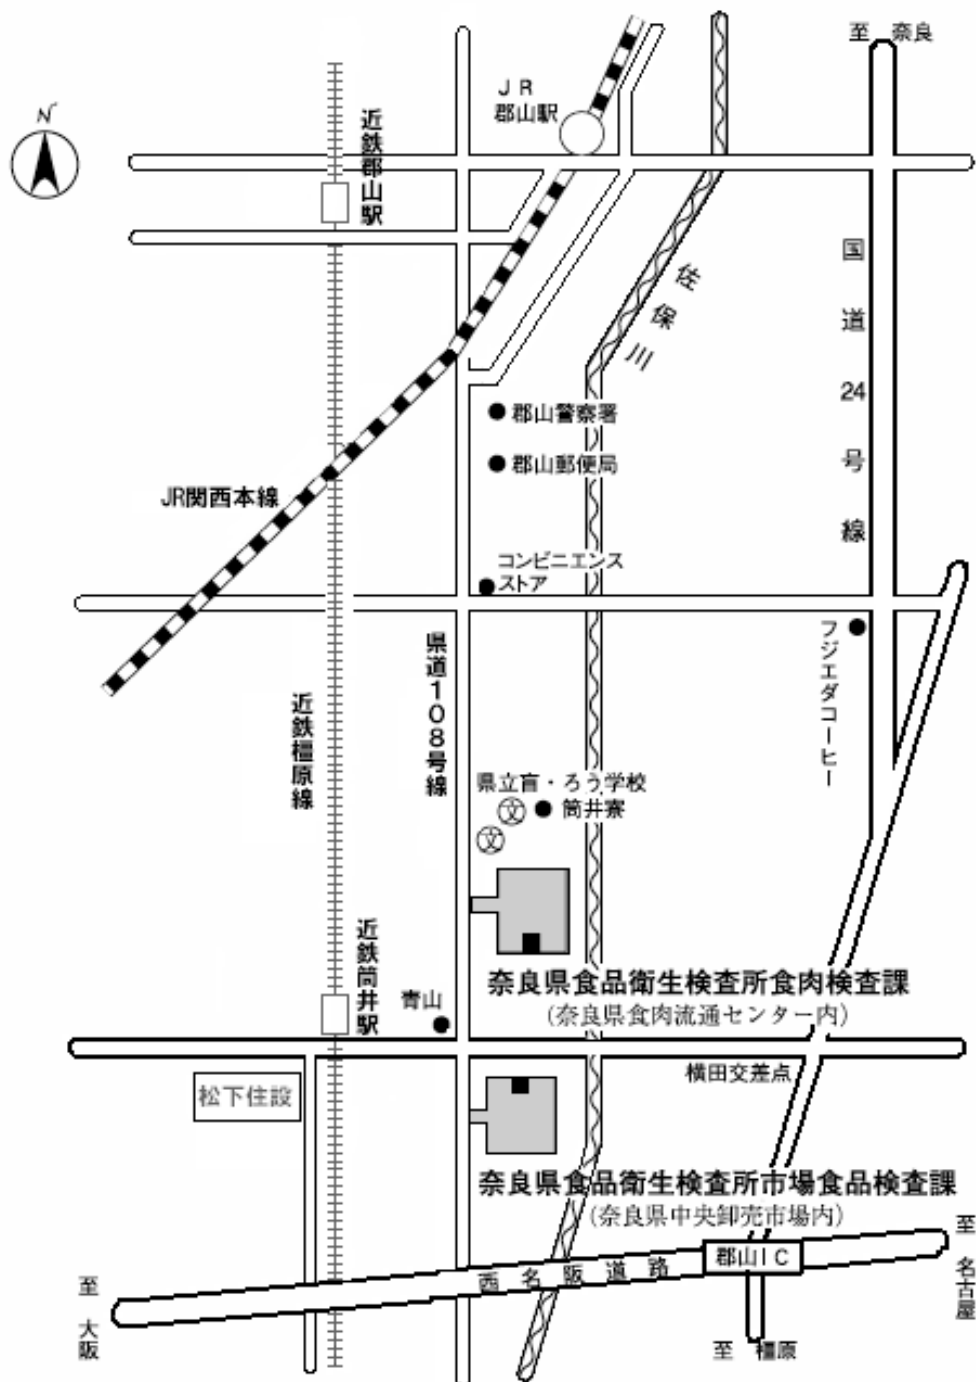 至 奈良
N
JR
郡山駅
近鉄郡山駅
国道24号線
佐保川
郡山警察署
郡山郵便局
JR関西本線
コンビニエンス
ストア
フジエダコーヒー
県道108号線
近鉄橿原線
県立盲・ろう学校
文
筒井寮
文
近鉄筒井駅
青山
奈良県食品衛生検査所食肉検査課
(奈良県食肉流通センター内)
横田交差点
松下住設
奈良県食品衛生検査所市場食品検査課
(奈良県中央卸売市場内)
至 名古屋
郡山IC
西名阪道路
至 大阪
至 橿原